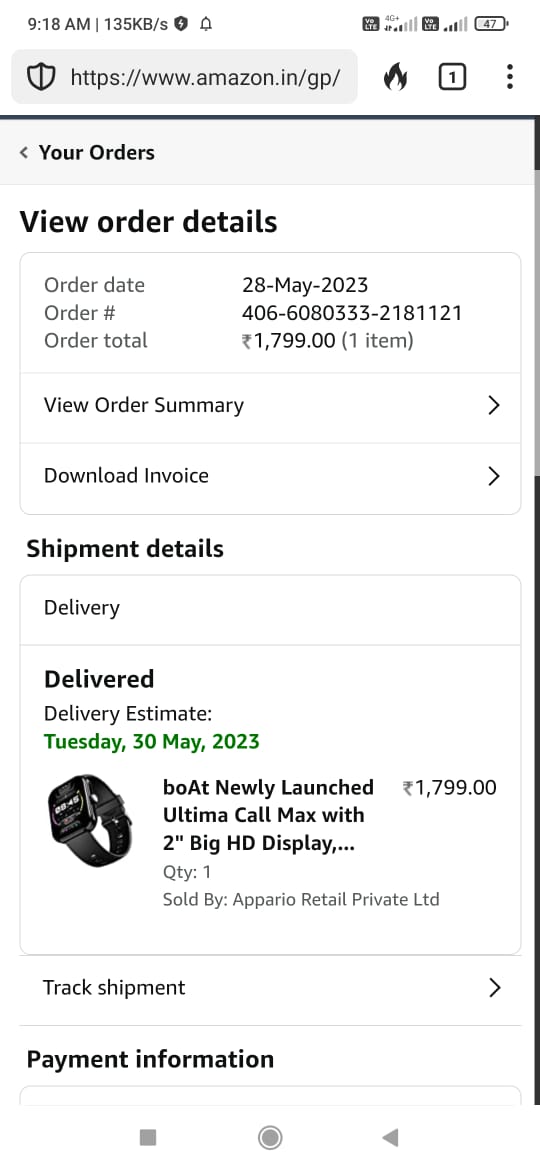 9:18 AM | 135KB/s
Vo LTE 4G+ Vo LTE 47
https://www.amazon.in/gp/
1
Your Orders
View order details
Order date 28-May-2023
Order # 406-6080333-2181121
Order total ₹1,799.00 (1 item)
View Order Summary
Download Invoice
Shipment details
Delivery
Delivered
Delivery Estimate:
Tuesday, 30 May, 2023
boAt Newly Launched ₹1,799.00
Ultima Call Max with
2" Big HD Display,...
Qty: 1
Sold By: Appario Retail Private Ltd
08:45
Track shipment
Payment information